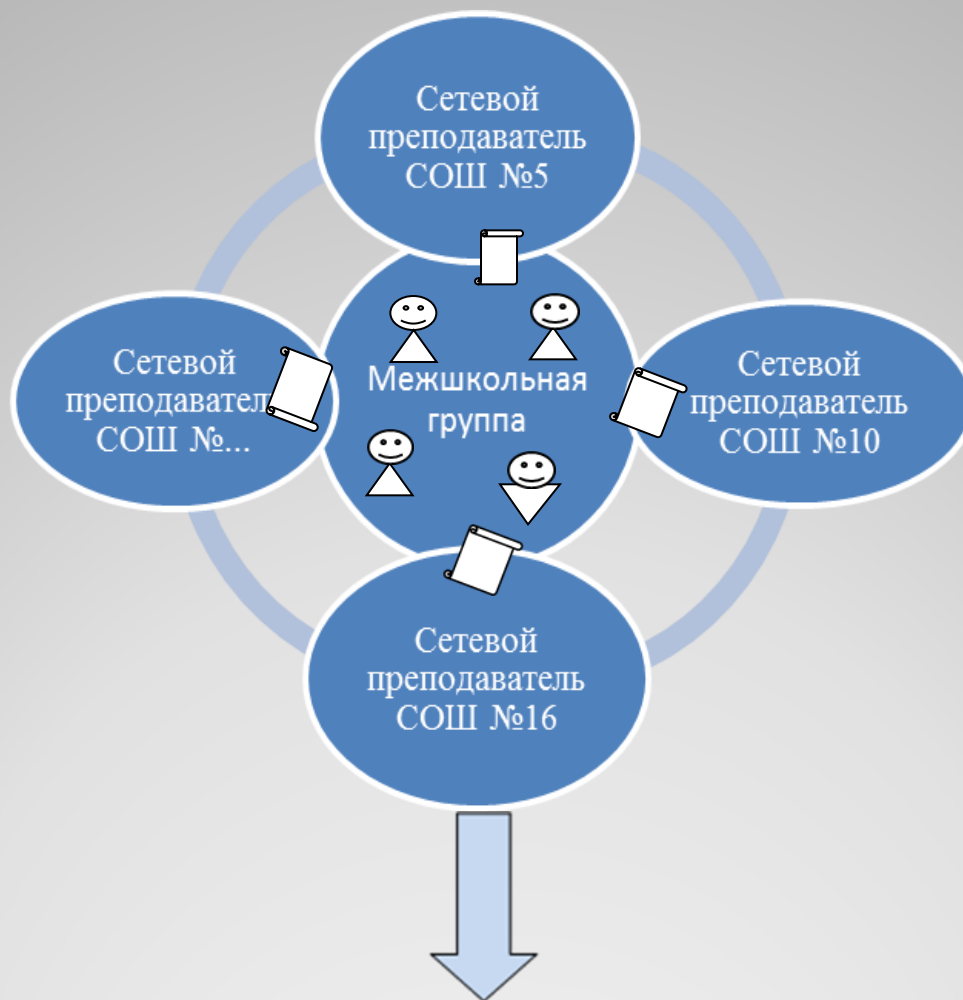 Сетевой
преподаватель
СОШ №5
Сетевой
преподаватель
СОШ №...
Межшкольная
группа
Сетевой
преподаватель
СОШ №10
Сетевой
преподаватель
СОШ №16